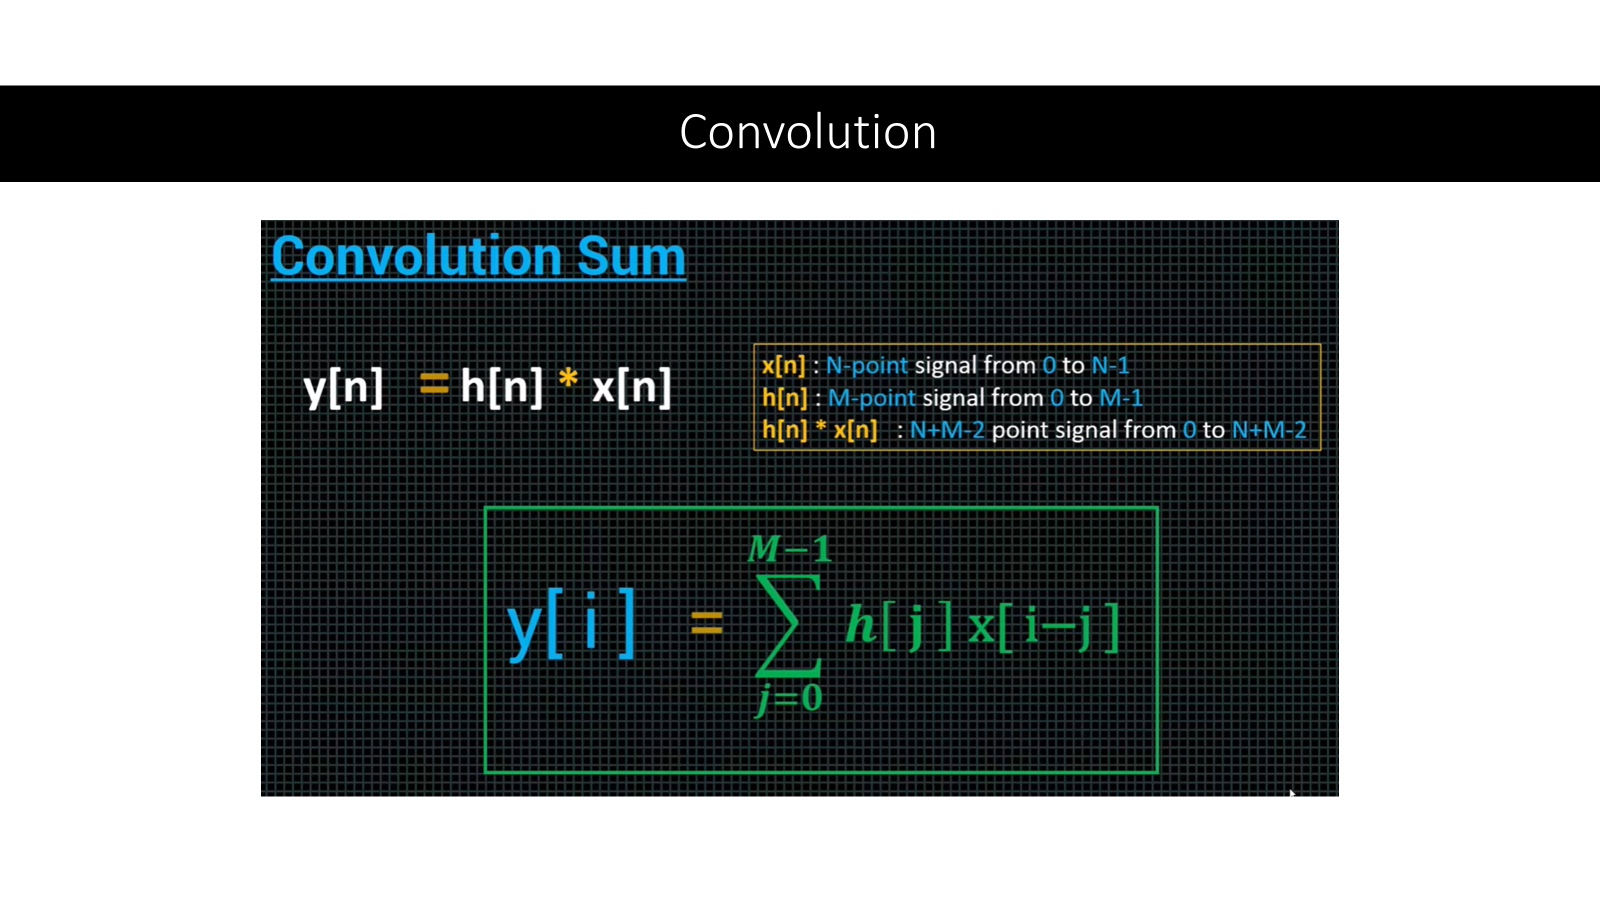 Convolution
Convolution Sum
y[n] = h[n] * x[n]
x[n] : N-point signal from 0 to N-1
h[n] : M-point signal from 0 to M-1
h[n] * x[n] : N+M-2 point signal from 0 to N+M-2
M−1
y[ i ] = ∑ h[ j ] x[ i−j ]
j=0